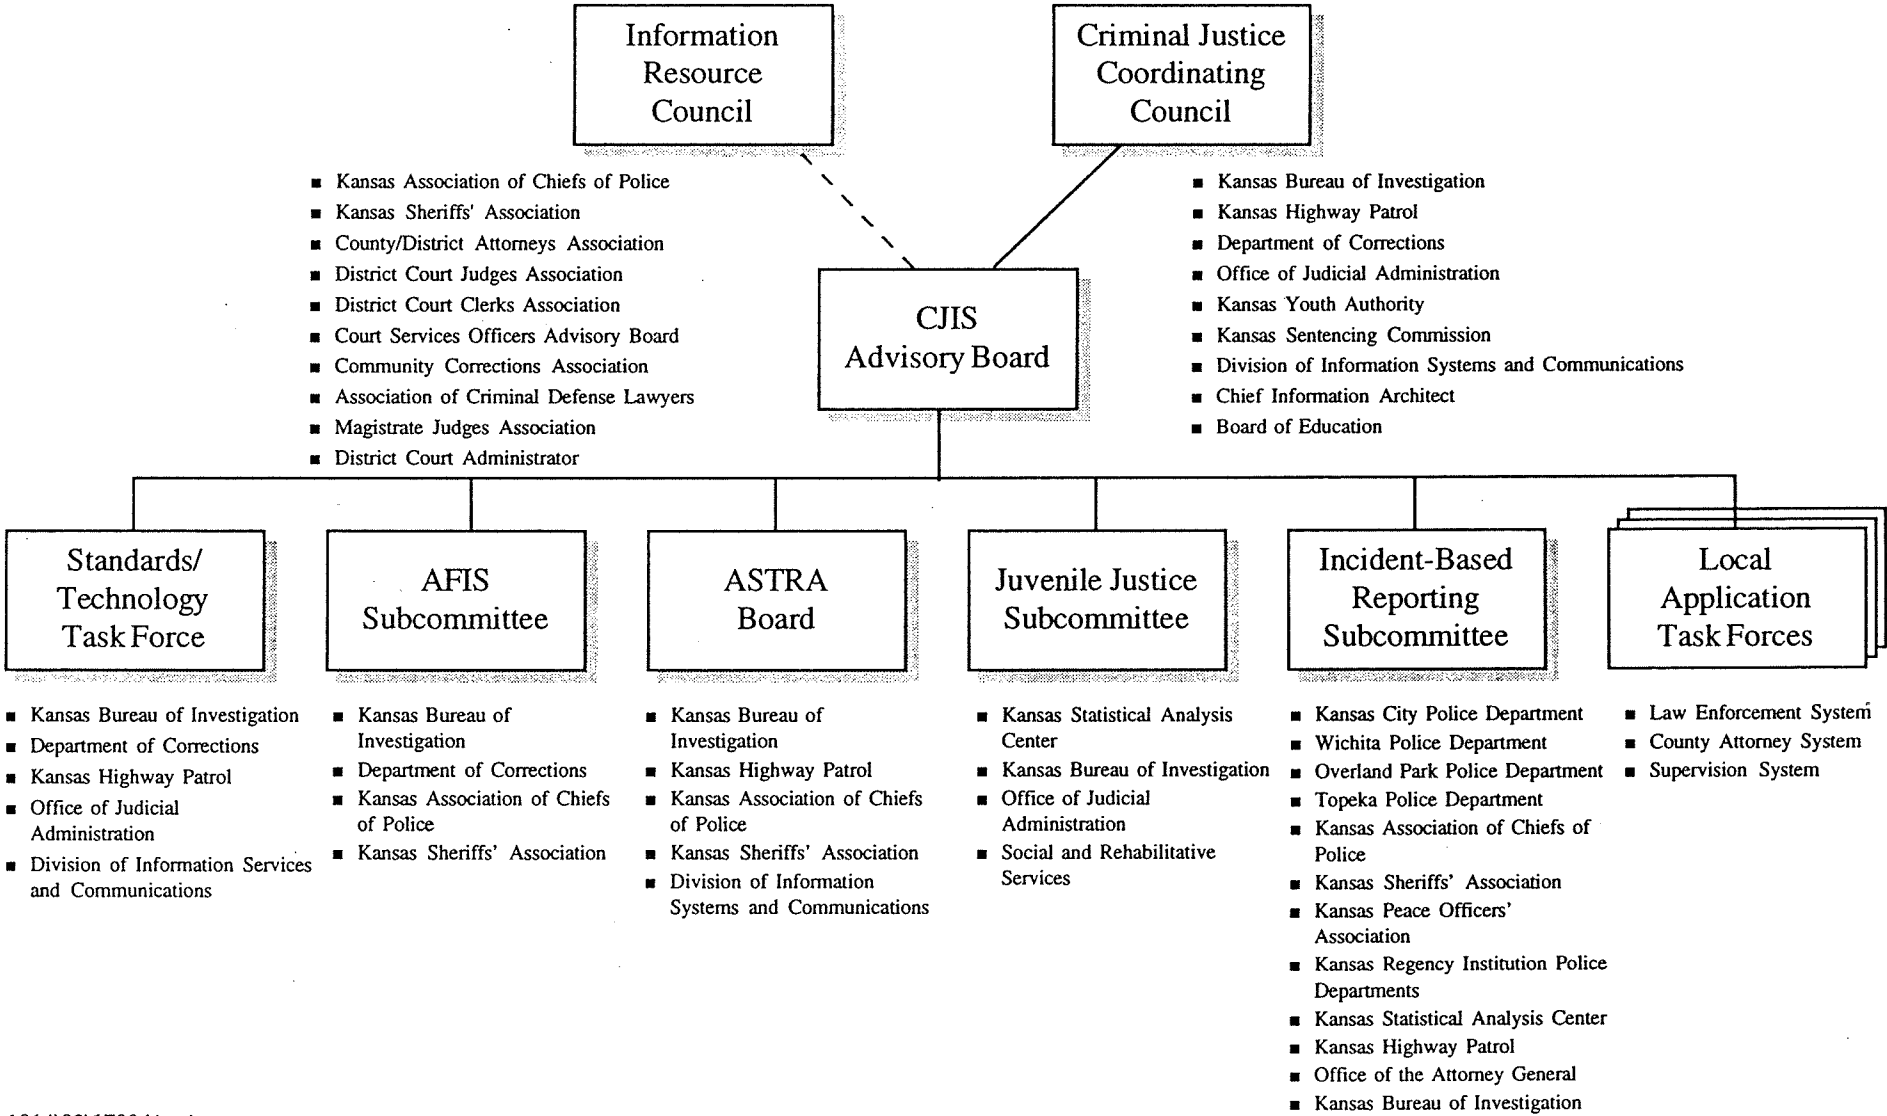 Information
Resource
Council
Criminal Justice
Coordinating
Council
■ Kansas Association of Chiefs of Police
■ Kansas Sheriffs' Association
■ County/District Attorneys Association
■ District Court Judges Association
■ District Court Clerks Association
■ Court Services Officers Advisory Board
■ Community Corrections Association
■ Association of Criminal Defense Lawyers
■ Magistrate Judges Association
■ District Court Administrator
CJIS
Advisory Board
■ Kansas Bureau of Investigation
■ Kansas Highway Patrol
■ Department of Corrections
■ Office of Judicial Administration
■ Kansas Youth Authority
■ Kansas Sentencing Commission
■ Division of Information Systems and Communications
■ Chief Information Architect
■ Board of Education
Standards/
Technology
Task Force
■ Kansas Bureau of Investigation
■ Department of Corrections
■ Kansas Highway Patrol
■ Office of Judicial
Administration
■ Division of Information Services
and Communications
AFIS
Subcommittee
■ Kansas Bureau of
Investigation
■ Department of Corrections
■ Kansas Association of Chiefs
of Police
■ Kansas Sheriffs' Association
ASTRA
Board
■ Kansas Bureau of
Investigation
■ Kansas Highway Patrol
■ Kansas Association of Chiefs
of Police
■ Kansas Sheriffs' Association
■ Division of Information
Systems and Communications
Juvenile Justice
Subcommittee
■ Kansas Statistical Analysis
Center
■ Kansas Bureau of Investigation
■ Office of Judicial
Administration
■ Social and Rehabilitative
Services
Incident-Based
Reporting
Subcommittee
■ Kansas City Police Department
■ Wichita Police Department
■ Overland Park Police Department
■ Topeka Police Department
■ Kansas Association of Chiefs of
Police
■ Kansas Sheriffs' Association
■ Kansas Peace Officers'
Association
■ Kansas Regency Institution Police
Departments
■ Kansas Statistical Analysis Center
■ Kansas Highway Patrol
■ Office of the Attorney General
■ Kansas Bureau of Investigation
Local
Application
Task Forces
■ Law Enforcement System
■ County Attorney System
■ Supervision System